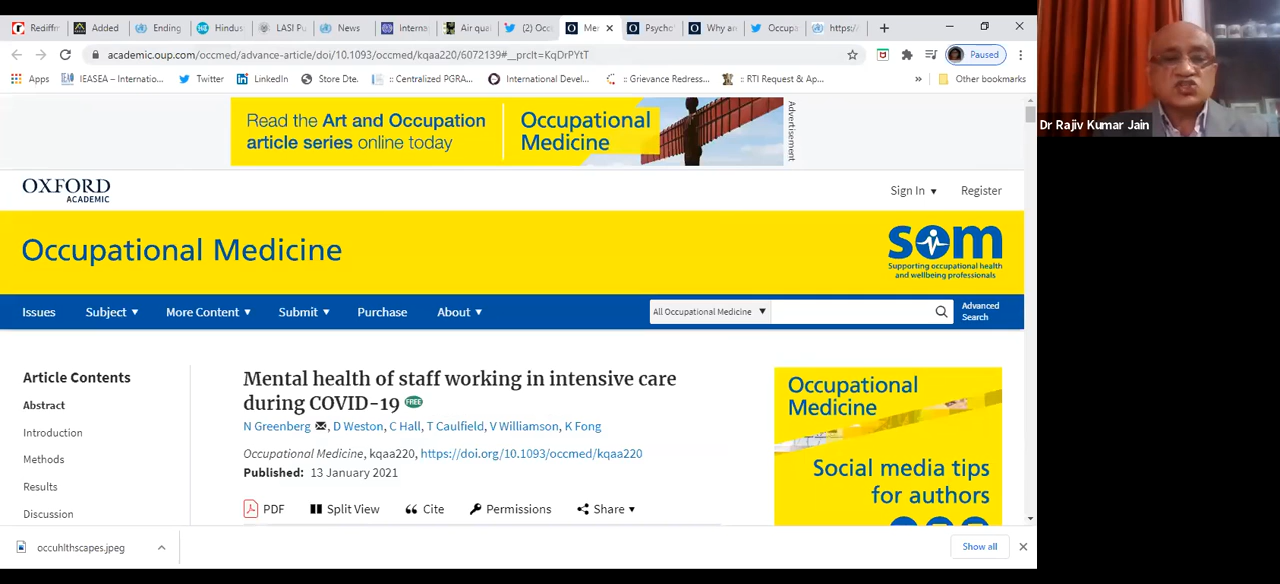 Rediffm
Added
Ending
Hindus
LASI Pu
News
Interna
Air qua
(2) Occu
Me
Psycho
Why an
Occupa
https:/
academic.oup.com/occmed/advance-article/doi/10.1093/occmed/kqaa220/6072139#__prclt=KqDrPYtT
Paused
Apps
IEASEA – Internatio...
Twitter
LinkedIn
Store Dte.
:: Centralized PGRA...
International Devel...
:: Grievance Redress...
:: RTI Request & Ap...
»
Other bookmarks
Read the Art and Occupation
article series online today
Occupational
Medicine
Advertisement
Dr Rajiv Kumar Jain
OXFORD
ACADEMIC
Sign In
Register
Occupational Medicine
som
Supporting occupational health
and wellbeing professionals
Issues
Subject
More Content
Submit
Purchase
About
All Occupational Medicine
Advanced
Search
Article Contents
Abstract
Introduction
Methods
Results
Discussion
Mental health of staff working in intensive care
during COVID-19 FREE
N Greenberg, D Weston, C Hall, T Caulfield, V Williamson, K Fong
Occupational Medicine, kqaa220, https://doi.org/10.1093/occmed/kqaa220
Published: 13 January 2021
PDF
Split View
Cite
Permissions
Share
Occupational
Medicine
Social media tips
for authors
occuhlthscapes.jpeg
Show all